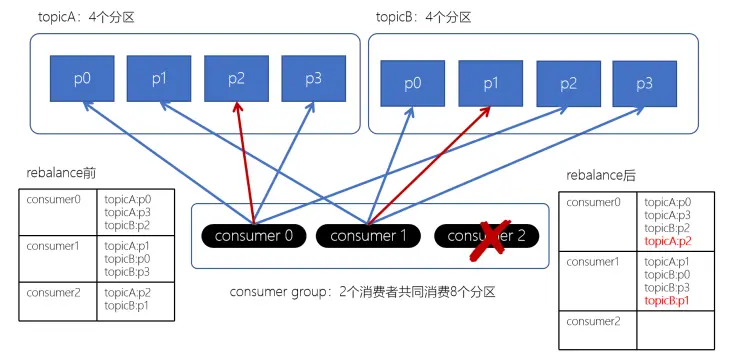 topicA：4个分区
topicB：4个分区
p0
p1
p2
p3
p0
p1
p2
p3
rebalance前
consumer0
topicA:p0
topicA:p3
topicB:p2
consumer1
topicA:p1
topicB:p0
topicB:p3
consumer2
topicA:p2
topicB:p1
consumer 0
consumer 1
consumer 2
consumer group：2个消费者共同消费8个分区
rebalance后
consumer0
topicA:p0
topicA:p3
topicB:p2
topicA:p2
consumer1
topicA:p1
topicB:p0
topicB:p3
topicB:p1
consumer2